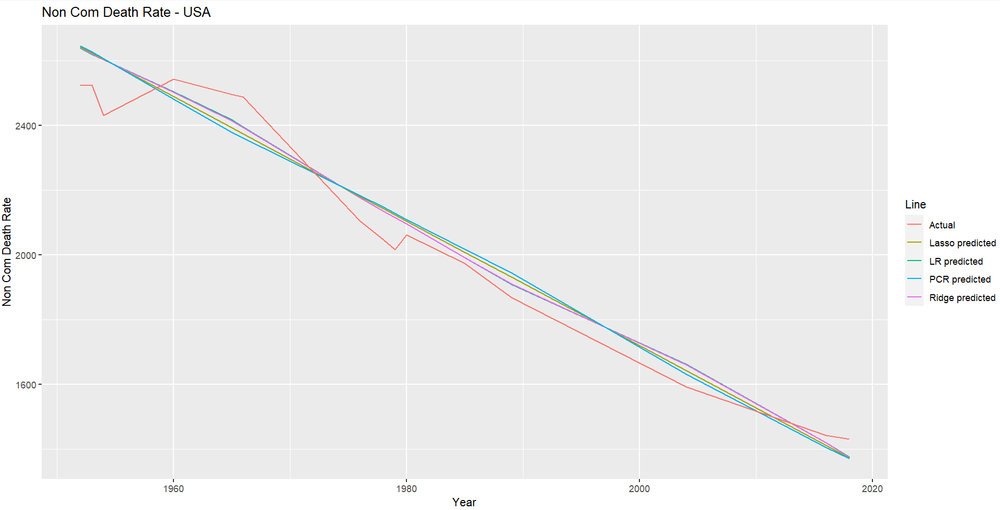 Non Com Death Rate - USA
Non Com Death Rate
2400
2000
1600
1960
1980
2000
2020
Year
Line
Actual
Lasso predicted
LR predicted
PCR predicted
Ridge predicted